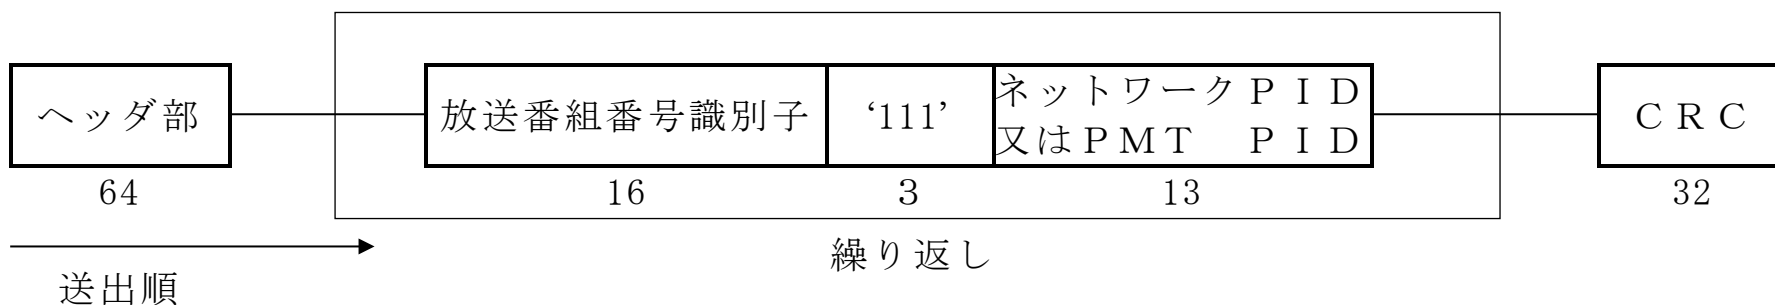 ヘッダ部
放送番組番号識別子
‘111’
ネットワークＰＩＤ
又はＰＭＴ　ＰＩＤ
ＣＲＣ
64
16
3
13
32
繰り返し
送出順